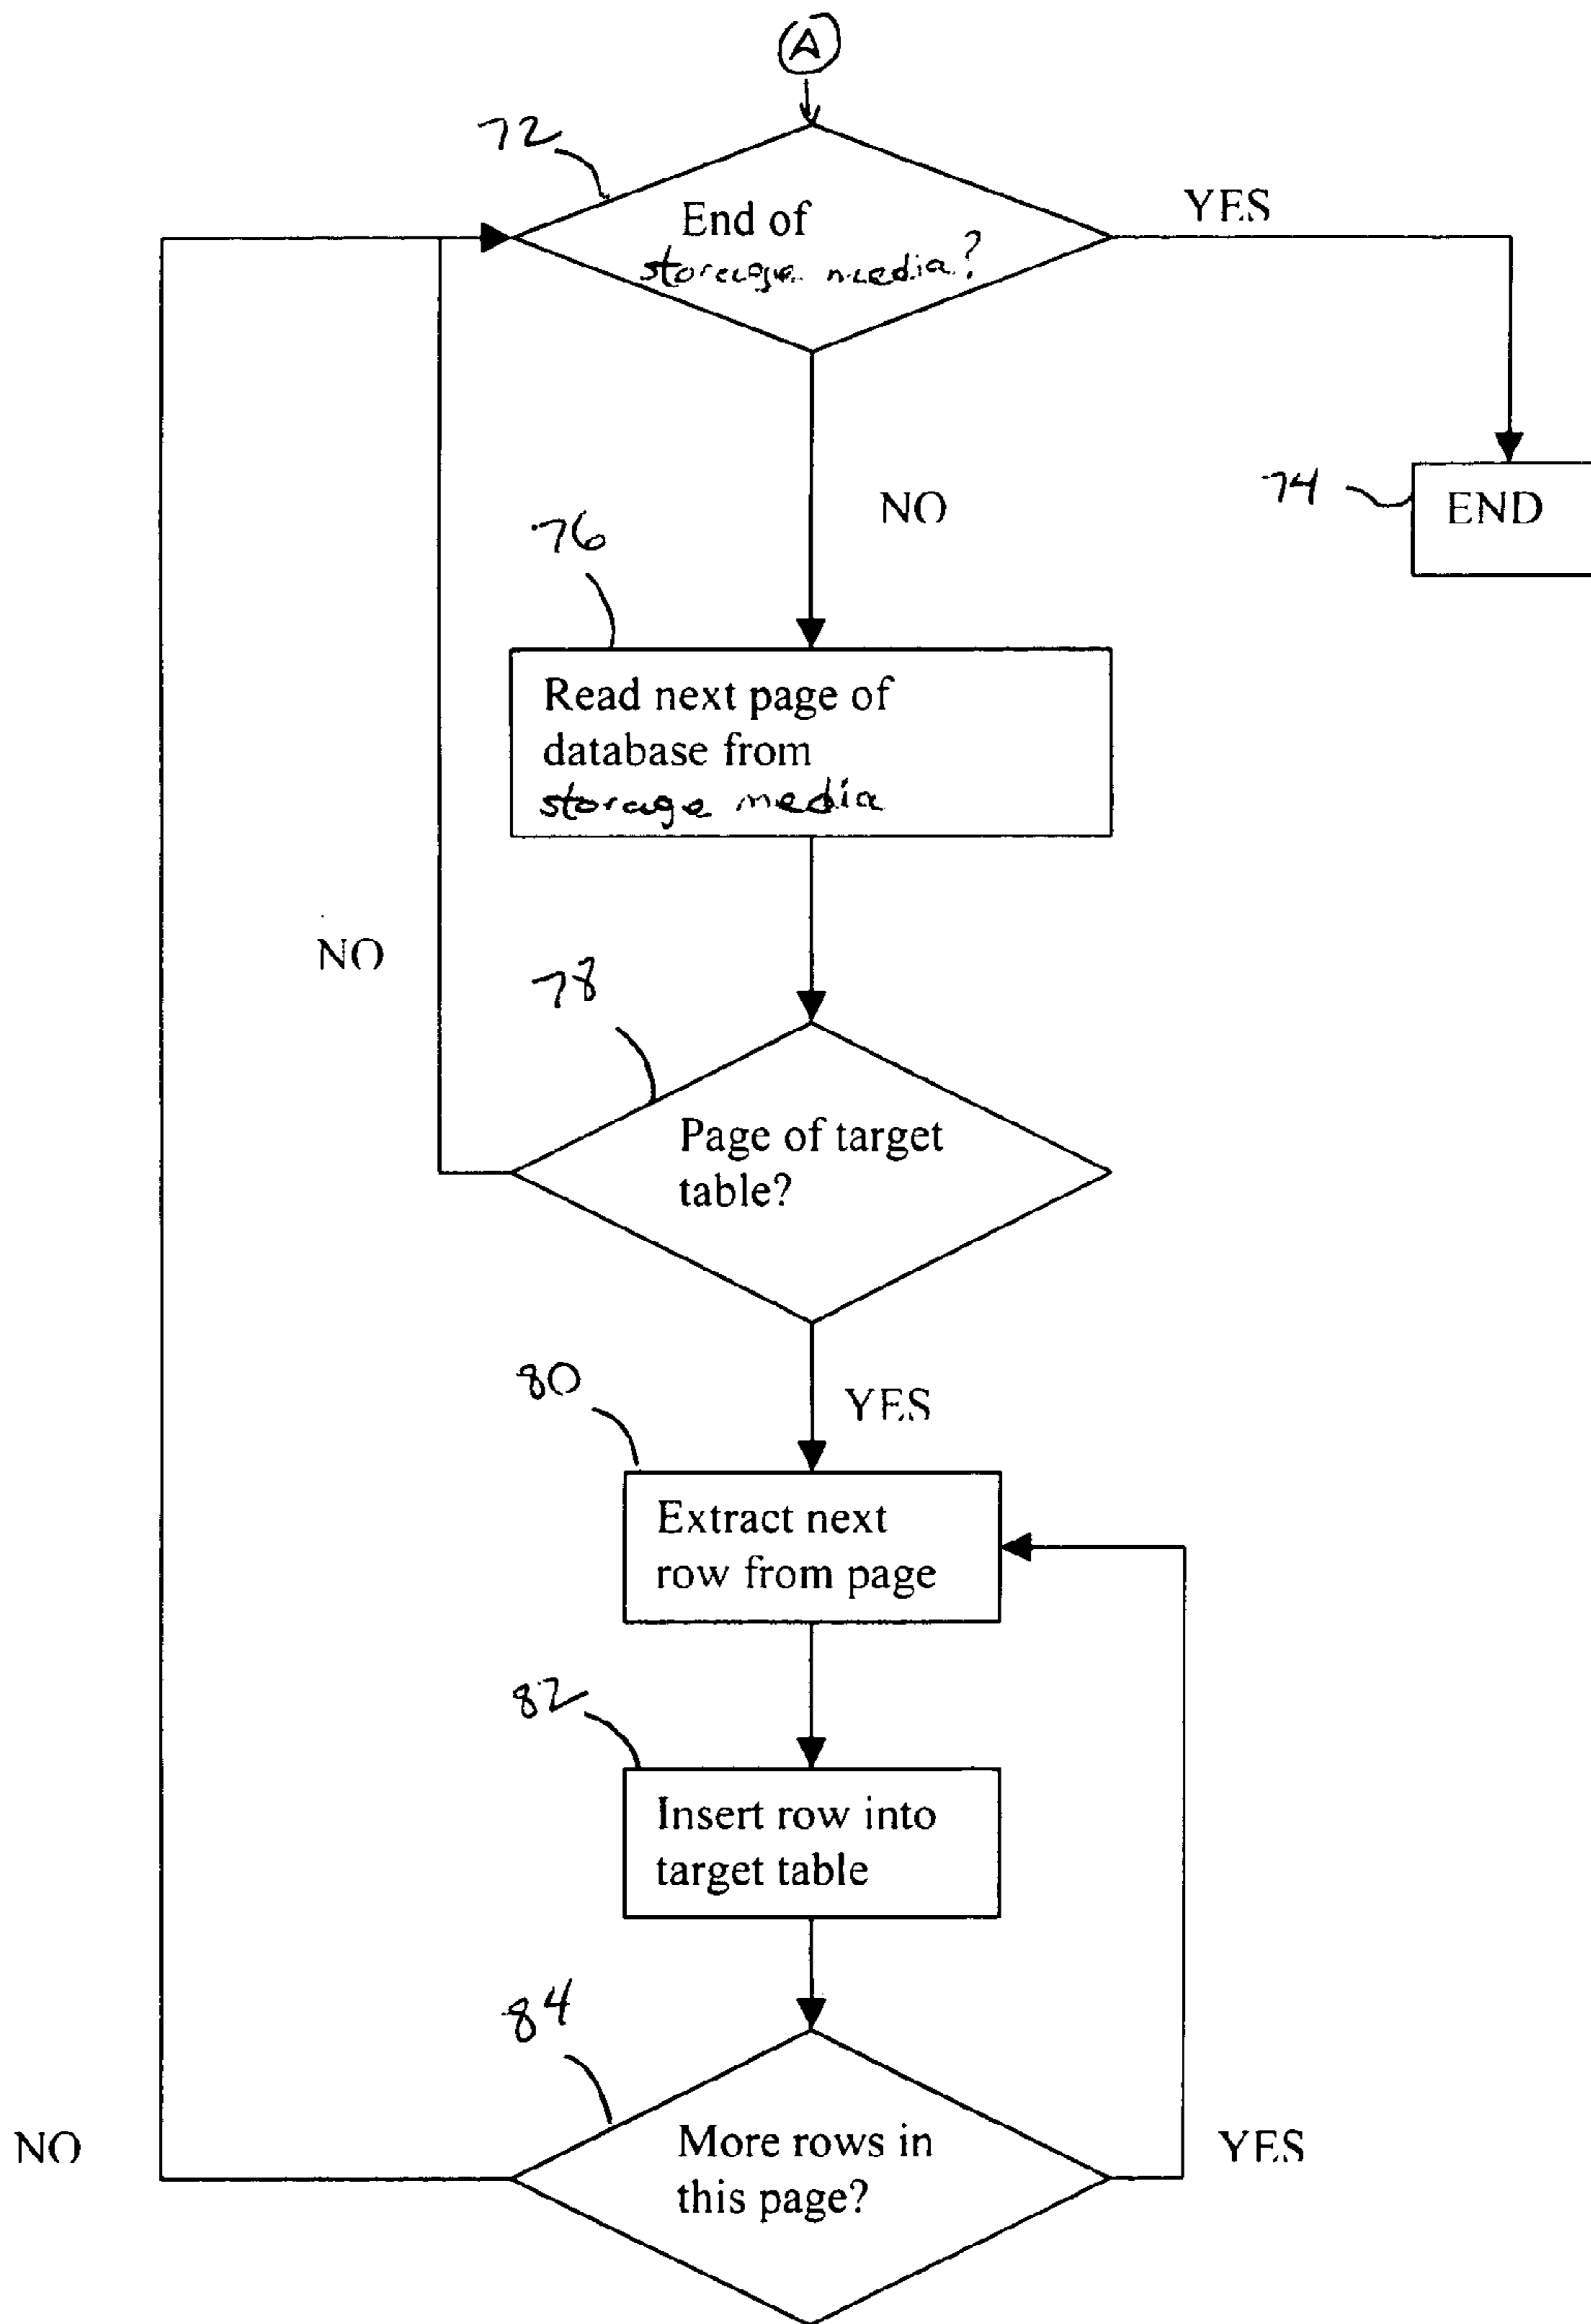 A
72
End of
storage media?
YES
74
END
NO
76
Read next page of
database from
storage media
NO
78
Page of target
table?
80
YES
Extract next
row from page
82
Insert row into
target table
84
More rows in
this page?
NO
YES